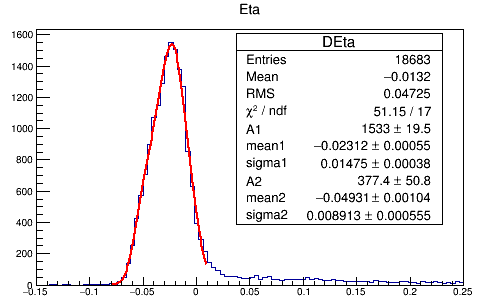 Eta
DEta
Entries 18683
Mean −0.0132
RMS 0.04725
χ² / ndf 51.15 / 17
A1 1533 ± 19.5
mean1 −0.02312 ± 0.00055
sigma1 0.01475 ± 0.00038
A2 377.4 ± 50.8
mean2 −0.04931 ± 0.00104
sigma2 0.008913 ± 0.000555
1600
1400
1200
1000
800
600
400
200
0
−0.15 −0.1 −0.05 0 0.05 0.1 0.15 0.2 0.25